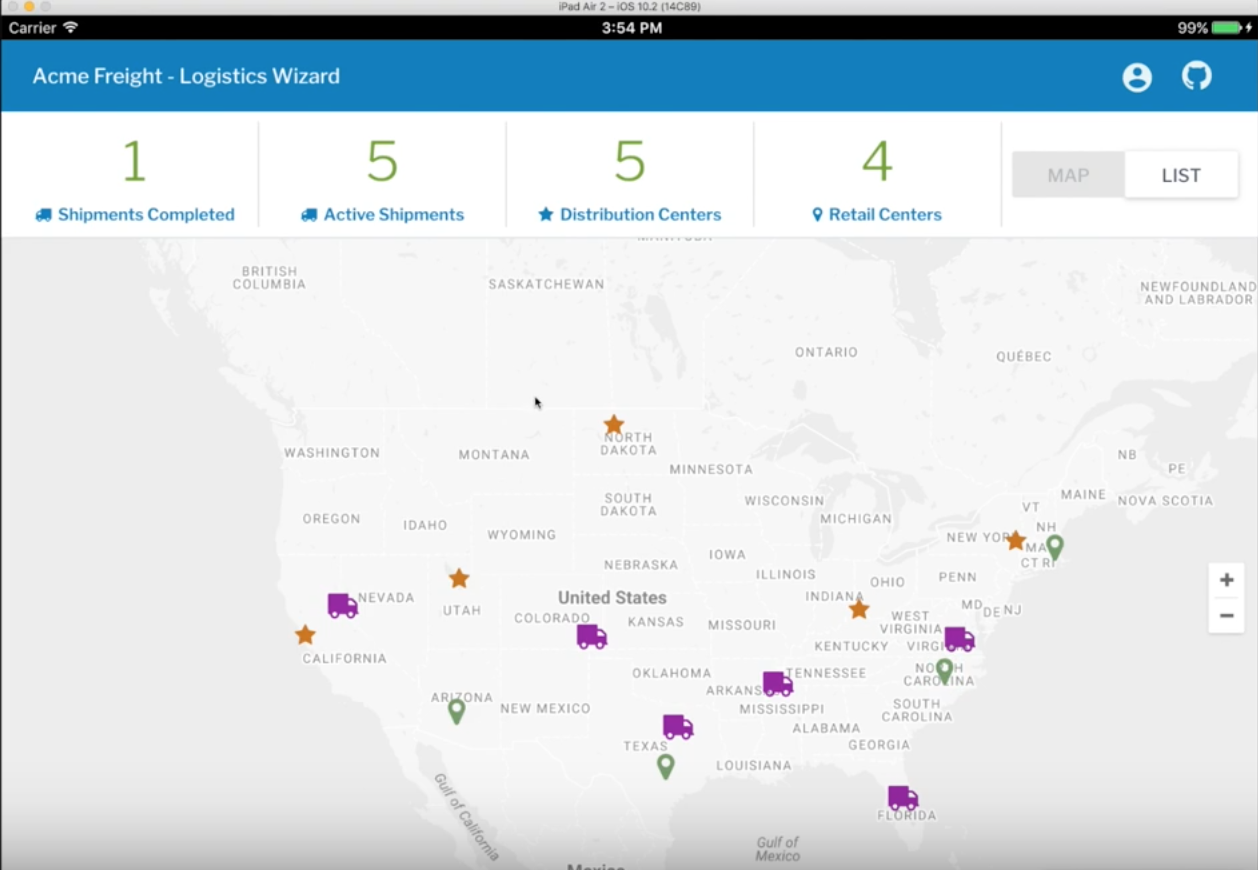 iPad Air 2 – iOS 10.2 (14C89)
Carrier
3:54 PM
99%
Acme Freight - Logistics Wizard
1
Shipments Completed
5
Active Shipments
5
Distribution Centers
4
Retail Centers
MAP
LIST
MANITOBA
BRITISH
COLUMBIA
SASKATCHEWAN
NEWFOUNDLAND
AND LABRADOR
ONTARIO
QUÉBEC
NORTH
DAKOTA
WASHINGTON
MONTANA
MINNESOTA
NB
PE
MAINE
NOVA SCOTIA
VT
NH
SOUTH
DAKOTA
WISCONSIN
MICHIGAN
OREGON
IDAHO
WYOMING
NEW YOR
MA
CT RI
IOWA
NEBRASKA
ILLINOIS
INDIANA
OHIO
PENN
NEVADA
UTAH
United States
COLORADO
KANSAS
MISSOURI
WEST
VIRGINIA
MD
DE
NJ
KENTUCKY
VIRGI
CALIFORNIA
OKLAHOMA
TENNESSEE
NO H
CAROLINA
ARKANS
ARIZONA
NEW MEXICO
MISSISSIPPI
SOUTH
CAROLINA
ALABAMA
GEORGIA
TEXAS
LOUISIANA
FLORIDA
Gulf of California
Gulf of
Mexico
Mexico
+
−